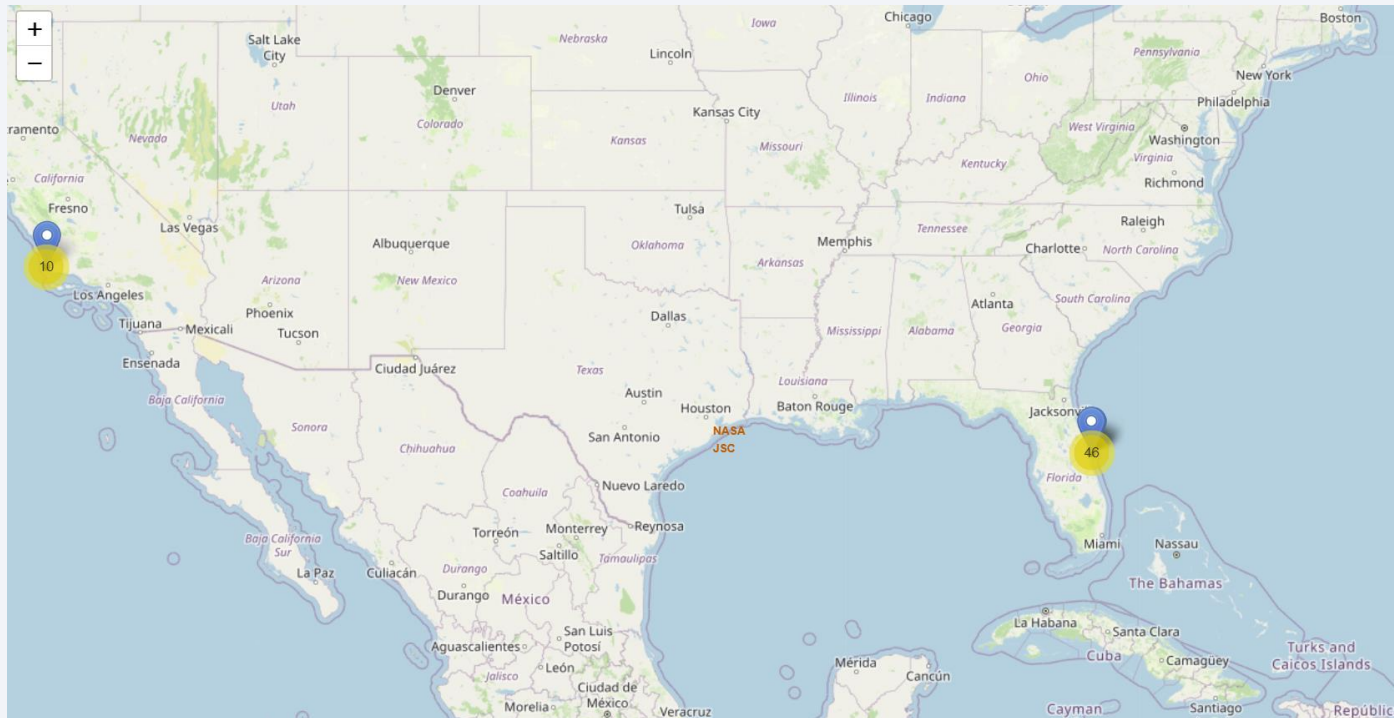 +
−
Chicago
Boston
Iowa
Salt Lake
City
Nebraska
Lincoln
Pennsylvania
New York
Ohio
Denver
Utah
Illinois
Indiana
Philadelphia
Kansas City
Colorado
ramento
Nevada
Kansas
Missouri
West Virginia
Washington
Virginia
Kentucky
California
Richmond
Fresno
Tulsa
Raleigh
Las Vegas
Tennessee
Albuquerque
Oklahoma
Memphis
Charlotte
North Carolina
10
Arkansas
Arizona
New Mexico
Los Angeles
South Carolina
Atlanta
Phoenix
Dallas
Tijuana
Mexicali
Tucson
Mississippi
Alabama
Georgia
Ensenada
Ciudad Juárez
Texas
Louisiana
Austin
Baja California
Houston
Baton Rouge
Jacksonvi
Sonora
NASA
San Antonio
JSC
Chihuahua
46
Florida
Nuevo Laredo
Coahuila
Reynosa
Monterrey
Torreón
Baja California
Sur
Saltillo
Tamaulipas
Miami
Nassau
La Paz
Culiacán
Durango
The Bahamas
Durango
México
La Habana
Santa Clara
San Luis
Potosí
Aguascalientes
Turks and
Caicos Islands
Cuba
Camagüey
León
Mérida
Cancún
Jalisco
Ciudad de
México
Morelia
Veracruz
Cayman
Santiago
Repúblic